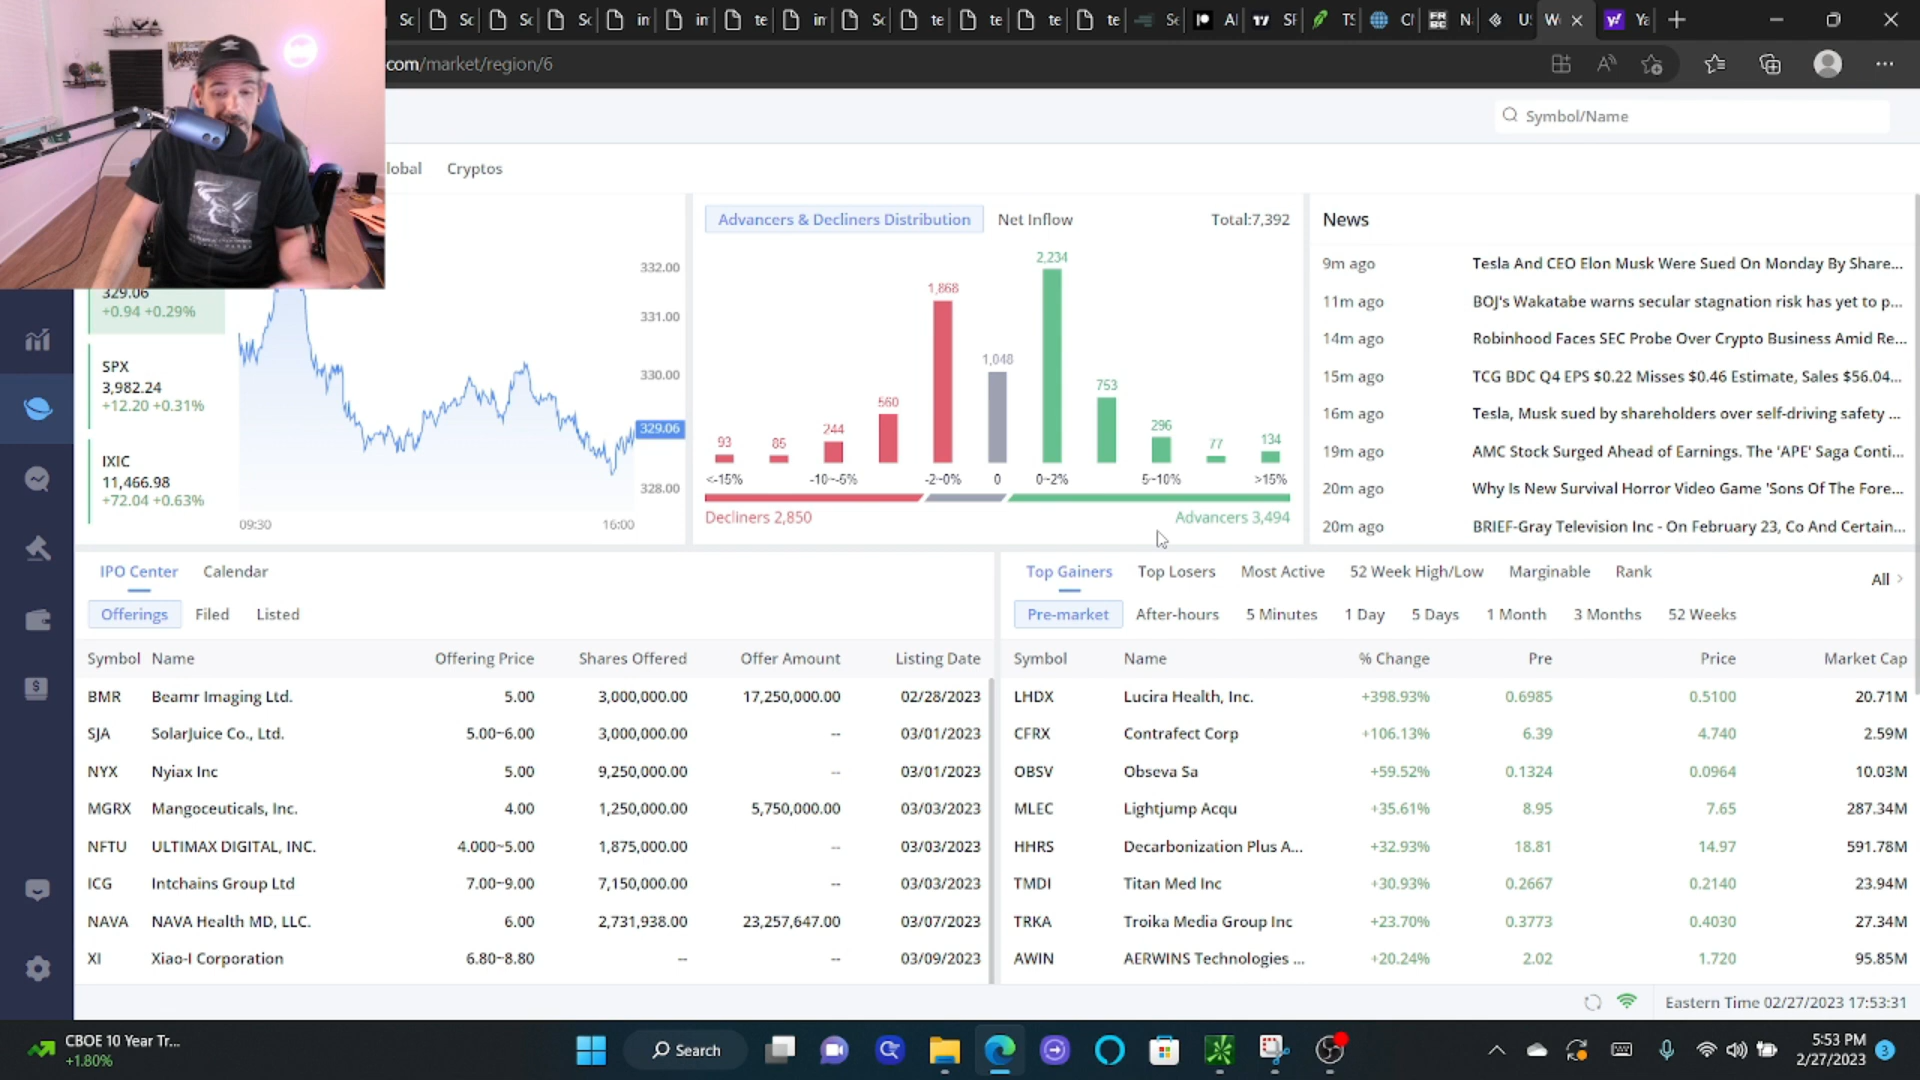 Sc
Sc
Sc
Sc
in
in
te
in
Sc
te
te
te
te
Se
Al
SF
TS
CI
N
U
W
Ya
com/market/region/6
Symbol/Name
lobal
Cryptos
329.06
+0.94 +0.29%
SPX
3,982.24
+12.20 +0.31%
IXIC
11,466.98
+72.04 +0.63%
332.00
331.00
330.00
329.06
328.00
09:30
16:00
Advancers & Decliners Distribution
Net Inflow
Total:7,392
93
85
244
560
1,868
1,048
2,234
753
296
77
134
<-15%
-10~-5%
-2~0%
0
0~2%
5~10%
>15%
Decliners 2,850
Advancers 3,494
News
9m ago Tesla And CEO Elon Musk Were Sued On Monday By Share...
11m ago BOJ's Wakatabe warns secular stagnation risk has yet to p...
14m ago Robinhood Faces SEC Probe Over Crypto Business Amid Re...
15m ago TCG BDC Q4 EPS $0.22 Misses $0.46 Estimate, Sales $56.04...
16m ago Tesla, Musk sued by shareholders over self-driving safety ...
19m ago AMC Stock Surged Ahead of Earnings. The 'APE' Saga Conti...
20m ago Why Is New Survival Horror Video Game 'Sons Of The Fore...
20m ago BRIEF-Gray Television Inc - On February 23, Co And Certain...
IPO Center Calendar
Offerings Filed Listed
Symbol Name Offering Price Shares Offered Offer Amount Listing Date
BMR Beamr Imaging Ltd. 5.00 3,000,000.00 17,250,000.00 02/28/2023
SJA SolarJuice Co., Ltd. 5.00~6.00 3,000,000.00 -- 03/01/2023
NYX Nyiax Inc 5.00 9,250,000.00 -- 03/01/2023
MGRX Mangoceuticals, Inc. 4.00 1,250,000.00 5,750,000.00 03/03/2023
NFTU ULTIMAX DIGITAL, INC. 4.000~5.00 1,875,000.00 -- 03/03/2023
ICG Intchains Group Ltd 7.00~9.00 7,150,000.00 -- 03/03/2023
NAVA NAVA Health MD, LLC. 6.00 2,731,938.00 23,257,647.00 03/07/2023
XI Xiao-I Corporation 6.80~8.80 -- -- 03/09/2023
Top Gainers Top Losers Most Active 52 Week High/Low Marginable Rank All >
Pre-market After-hours 5 Minutes 1 Day 5 Days 1 Month 3 Months 52 Weeks
Symbol Name % Change Pre Price Market Cap
LHDX Lucira Health, Inc. +398.93% 0.6985 0.5100 20.71M
CFRX Contrafect Corp +106.13% 6.39 4.740 2.59M
OBSV Obseva Sa +59.52% 0.1324 0.0964 10.03M
MLEC Lightjump Acqu +35.61% 8.95 7.65 287.34M
HHRS Decarbonization Plus A... +32.93% 18.81 14.97 591.78M
TMDI Titan Med Inc +30.93% 0.2667 0.2140 23.94M
TRKA Troika Media Group Inc +23.70% 0.3773 0.4030 27.34M
AWIN AERWINS Technologies ... +20.24% 2.02 1.720 95.85M
Eastern Time 02/27/2023 17:53:31
CBOE 10 Year Tr...
+1.80%
Search
5:53 PM
2/27/2023
3